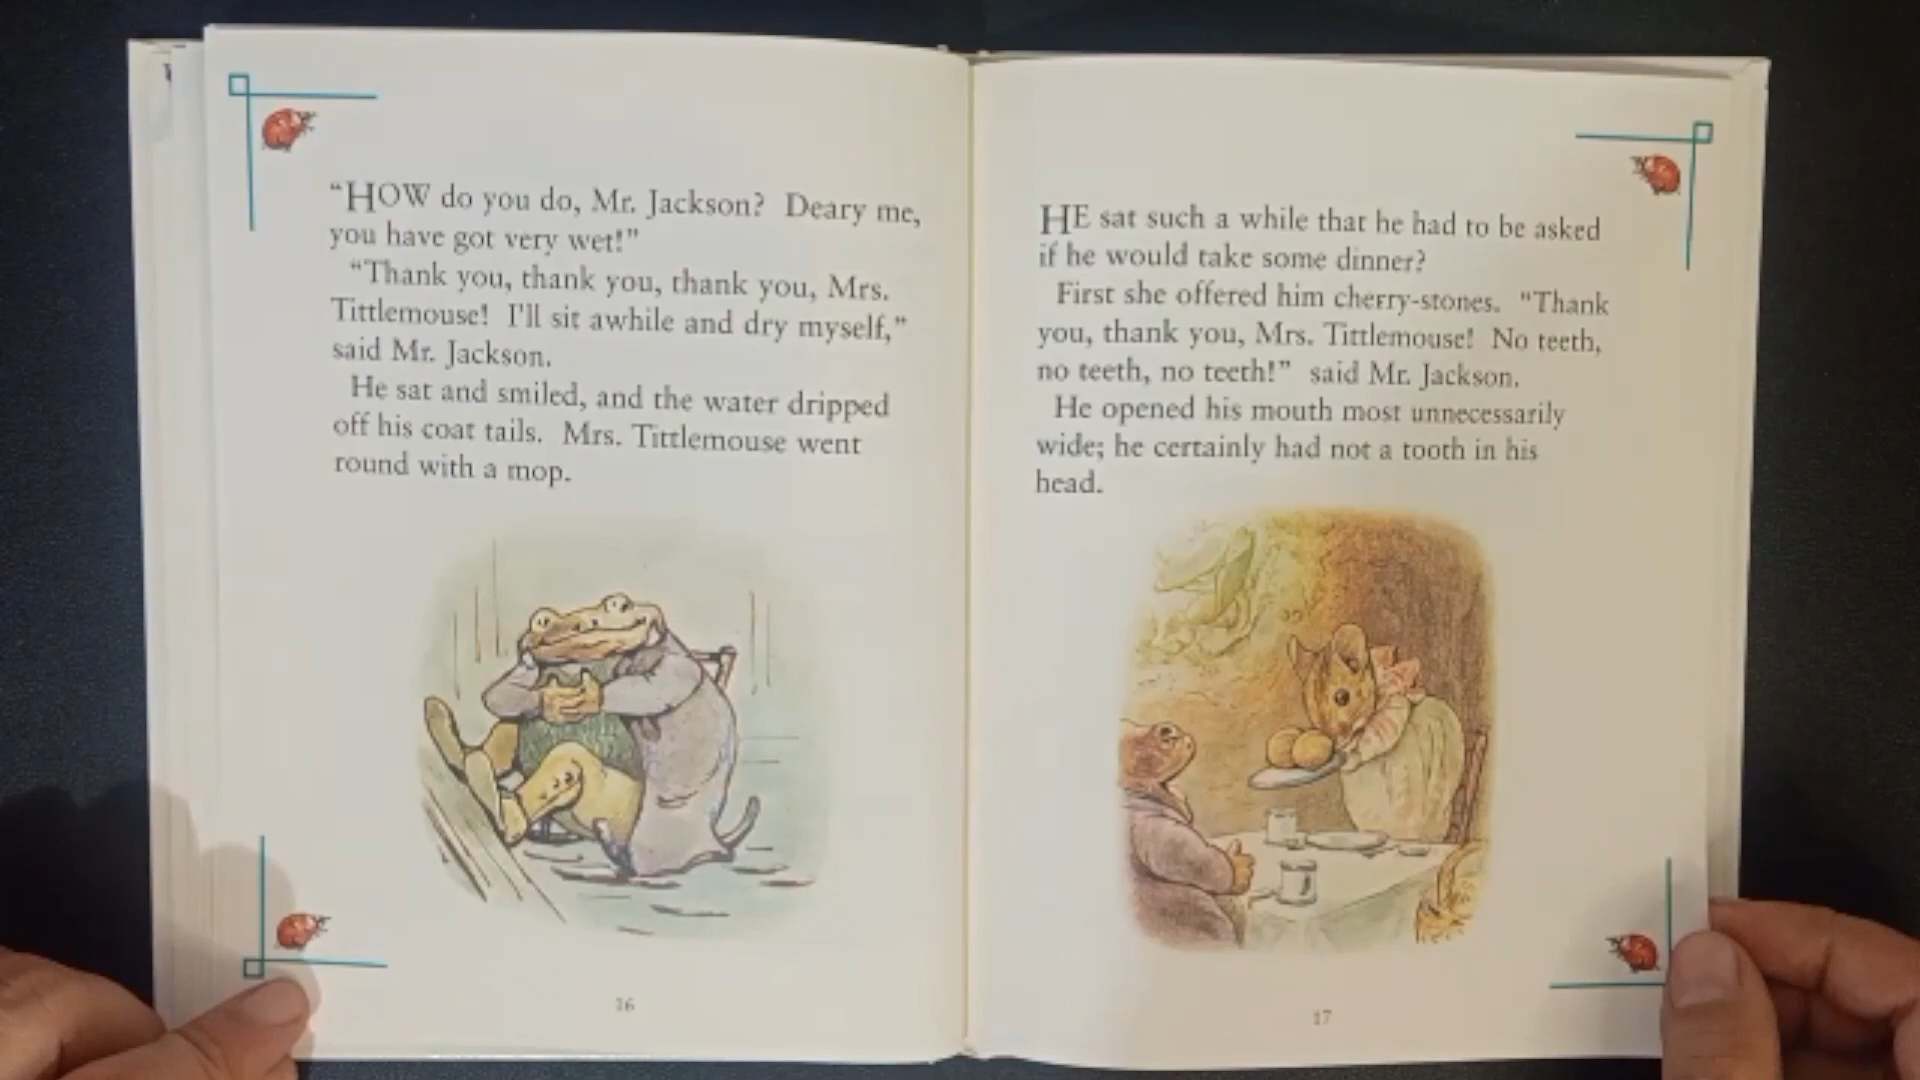 “HOW do you do, Mr. Jackson? Deary me,
you have got very wet!”
“Thank you, thank you, thank you, Mrs.
Tittlemouse! I'll sit awhile and dry myself,”
said Mr. Jackson.
He sat and smiled, and the water dripped
off his coat tails. Mrs. Tittlemouse went
round with a mop.
16
HE sat such a while that he had to be asked
if he would take some dinner?
First she offered him cherry-stones. “Thank
you, thank you, Mrs. Tittlemouse! No teeth,
no teeth, no teeth!” said Mr. Jackson.
He opened his mouth most unnecessarily
wide; he certainly had not a tooth in his
head.
17